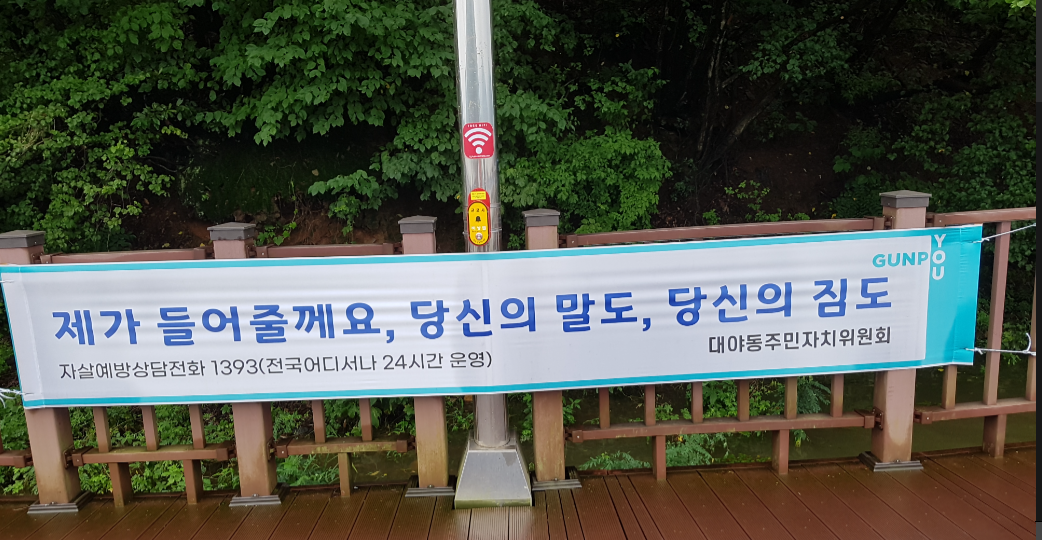 FREE WIFI
GUNPO
YOU
제가 들어줄께요, 당신의 말도, 당신의 짐도
자살예방상담전화 1393(전국어디서나 24시간 운영)
대야동주민자치위원회